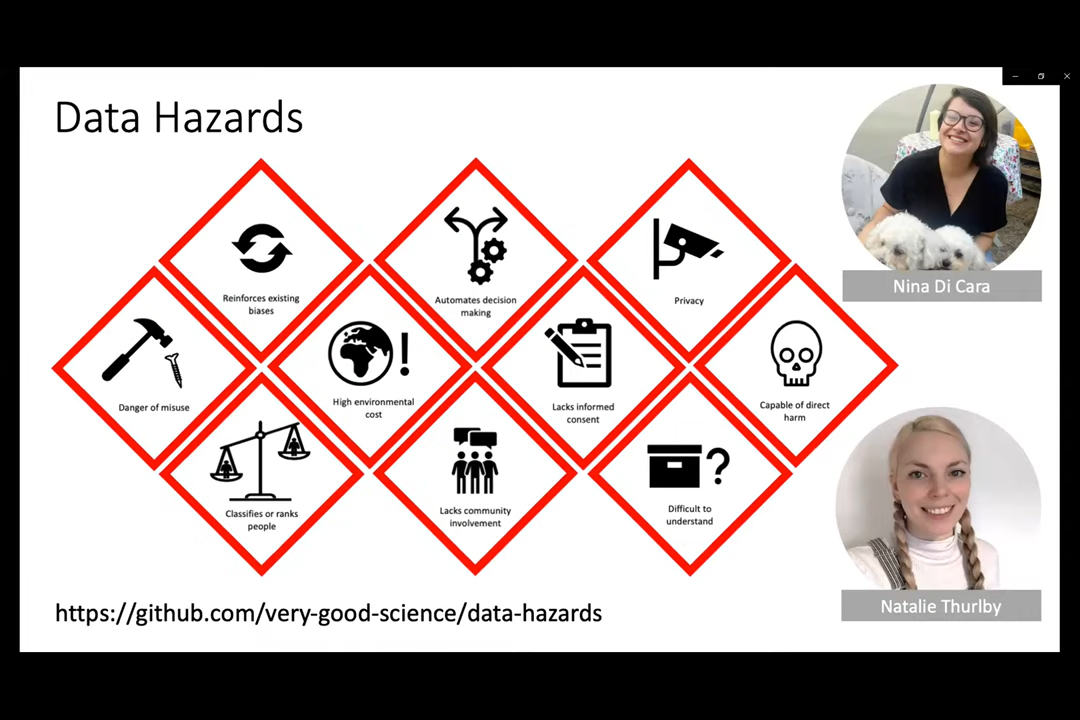 Data Hazards
Reinforces existing
biases
Automates decision
making
Privacy
Nina Di Cara
Danger of misuse
High environmental
cost
Lacks informed
consent
Capable of direct
harm
Classifies or ranks
people
Lacks community
involvement
Difficult to
understand
Natalie Thurlby
https://github.com/very-good-science/data-hazards